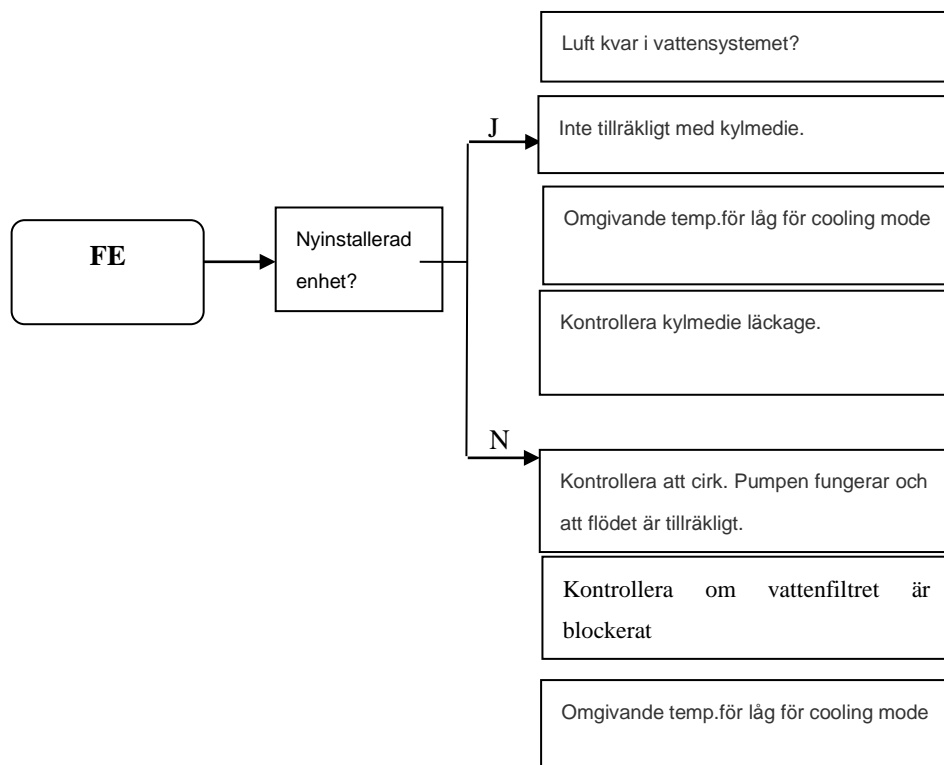 FE
Nyinstallerad
enhet?
J
Luft kvar i vattensystemet?
Inte tillräkligt med kylmedie.
Omgivande temp.för låg för cooling mode
Kontrollera kylmedie läckage.
N
Kontrollera att cirk. Pumpen fungerar och
att flödet är tillräkligt.
Kontrollera om vattenfiltret är
blockerat
Omgivande temp.för låg för cooling mode